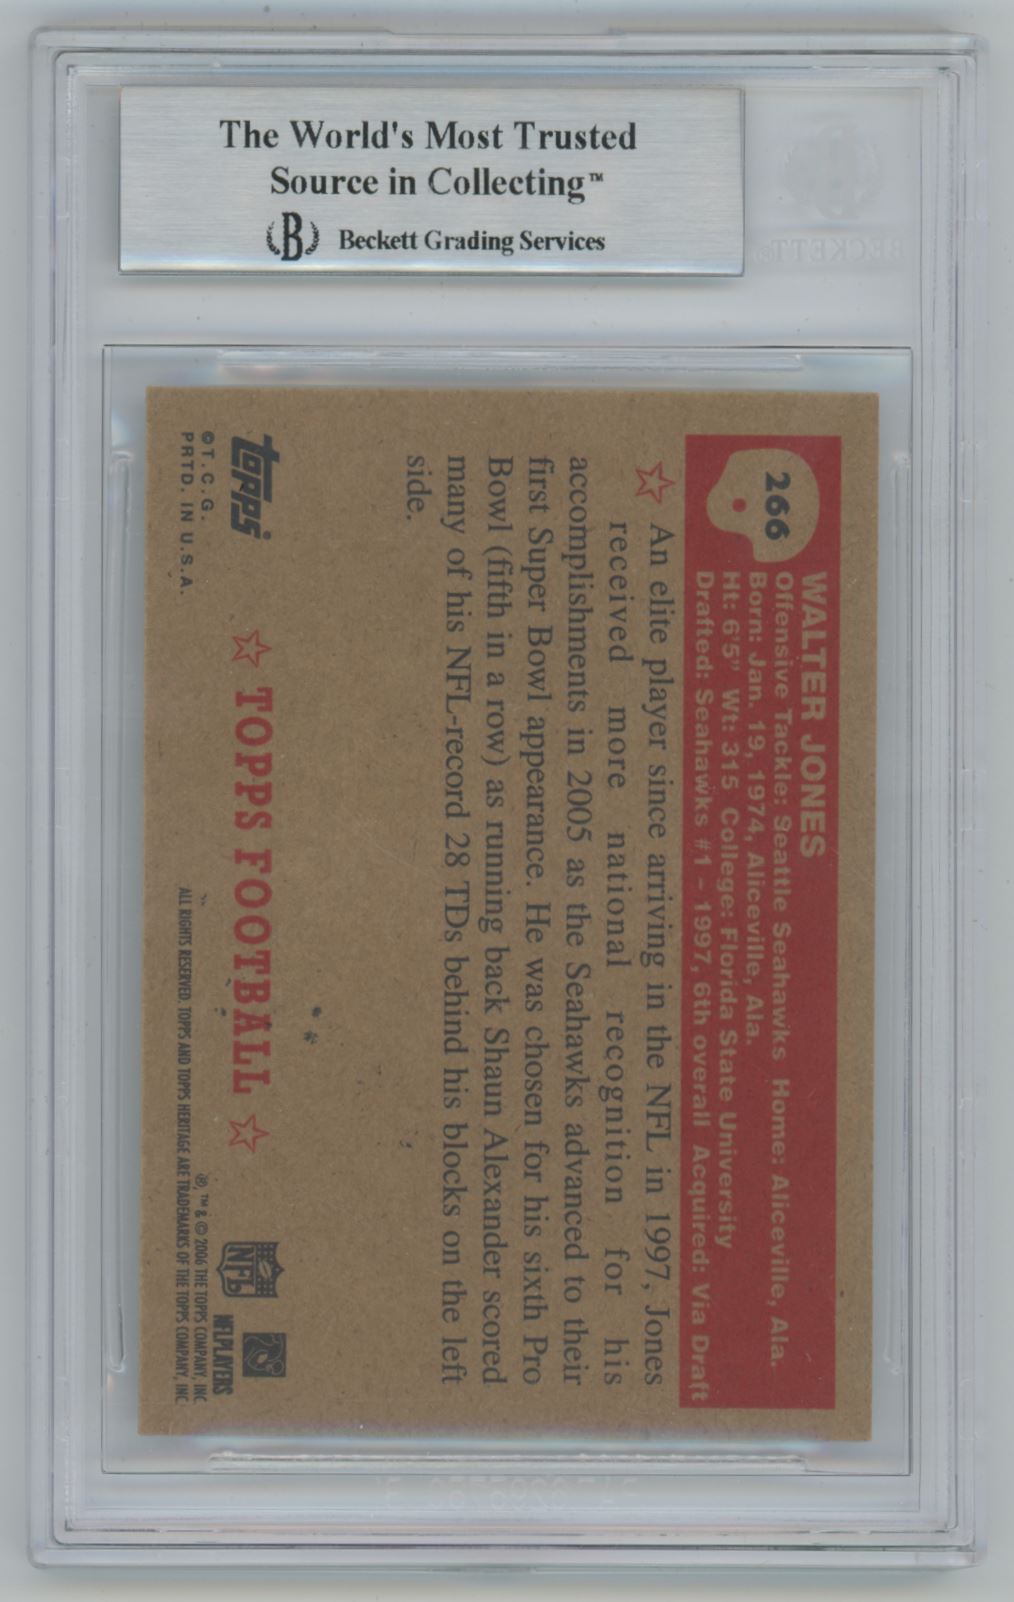 The World's Most Trusted
Source in Collecting™
B Beckett Grading Services
BECKETT
266
WALTER JONES
Offensive Tackle: Seattle Seahawks Home: Aliceville, Ala.
Born: Jan. 19, 1974, Aliceville, Ala.
Ht: 6'5" Wt: 315 College: Florida State University
Drafted: Seahawks #1 - 1997, 6th overall Acquired: Via Draft
An elite player since arriving in the NFL in 1997, Jones
received more national recognition for his
accomplishments in 2005 as the Seahawks advanced to their
first Super Bowl appearance. He was chosen for his sixth Pro
Bowl (fifth in a row) as running back Shaun Alexander scored
many of his NFL-record 28 TDs behind his blocks on the left
side.
topps
©T.C.G.
PRTD. IN U.S.A.
TOPPS FOOTBALL
NFL
NFLPLAYERS
®, ™ & © 2006 THE TOPPS COMPANY, INC
ALL RIGHTS RESERVED. TOPPS AND TOPPS HERITAGE ARE TRADEMARKS OF THE TOPPS COMPANY, INC.